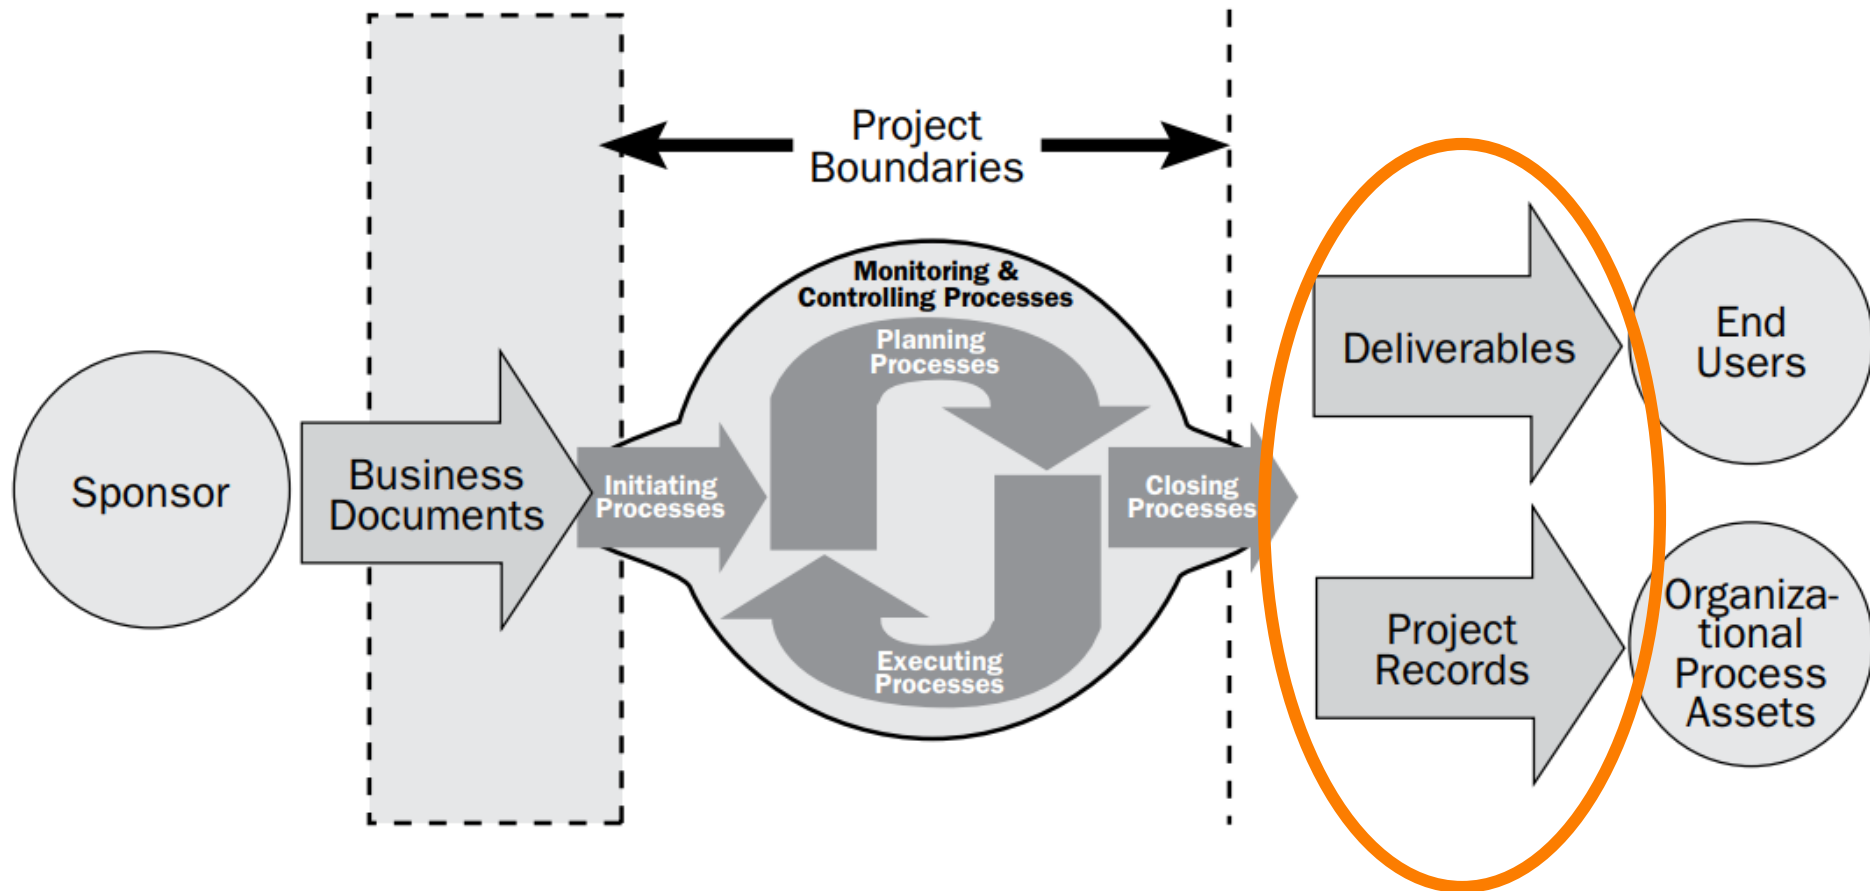 Project
Boundaries
Monitoring &
Controlling Processes
Planning
Processes
Sponsor
Business
Documents
Initiating
Processes
Closing
Processes
Executing
Processes
Deliverables
End
Users
Project
Records
Organiza-
tional
Process
Assets